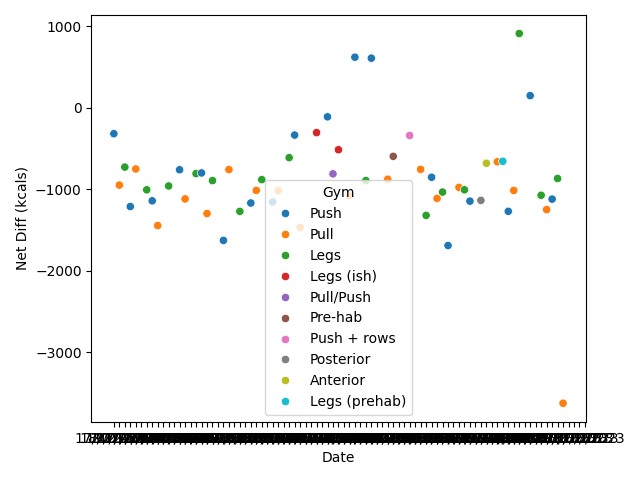 1000
0
−1000
−2000
−3000
Net Diff (kcals)
Gym
Push
Pull
Legs
Legs (ish)
Pull/Push
Pre-hab
Push + rows
Posterior
Anterior
Legs (prehab)
Date